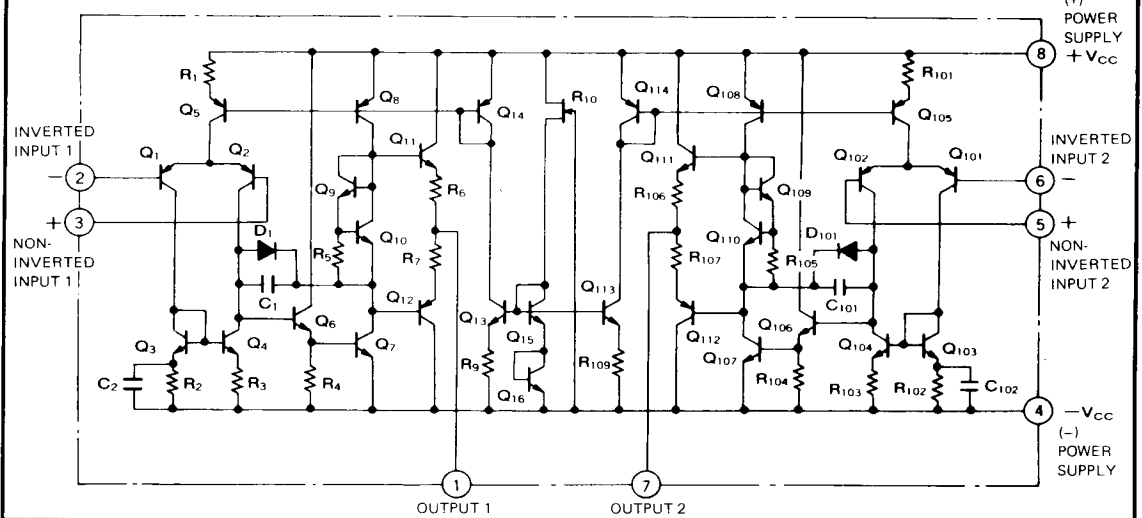 (+)
POWER
SUPPLY
8
+VCC
R1
R101
Q5
Q8
Q14
R10
Q114
Q108
Q105
INVERTED
INPUT 1
Q1
Q2
Q11
Q111
Q102
Q101
INVERTED
INPUT 2
− 2
Q9
R6
R106
Q109
6 −
+ 3
5 +
NON-
INVERTED
INPUT 1
D1
Q10
R5
R7
R107
Q110
R105
D101
NON-
INVERTED
INPUT 2
C1
Q12
Q113
C101
Q6
Q13
Q15
Q112
Q106
Q3
Q4
Q7
Q107
Q104
Q103
C2
R2
R3
R4
R9
Q16
R109
R104
R103
R102
C102
4
−VCC
(−)
POWER
SUPPLY
1
7
OUTPUT 1
OUTPUT 2